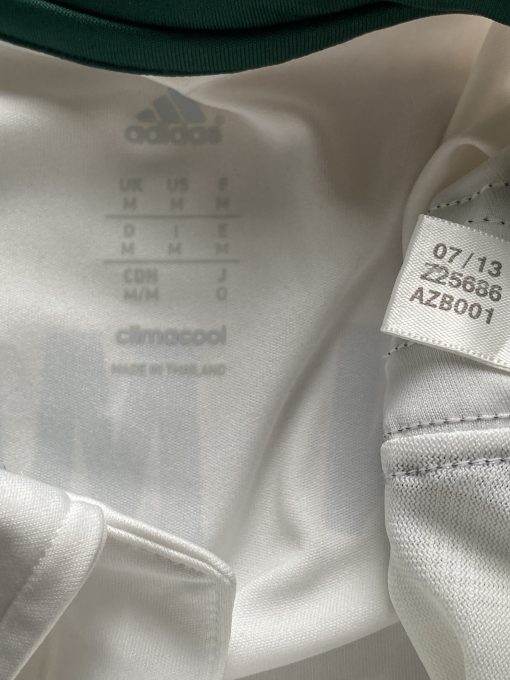 adidas
UK US F
M M M
D I E
M M M
CDN J
M/M O
climacool
MADE IN THAILAND
07/13
Z25686
AZB001